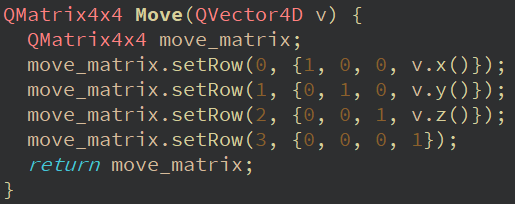 QMatrix4x4 Move(QVector4D v) {
  QMatrix4x4 move_matrix;
  move_matrix.setRow(0, {1, 0, 0, v.x()});
  move_matrix.setRow(1, {0, 1, 0, v.y()});
  move_matrix.setRow(2, {0, 0, 1, v.z()});
  move_matrix.setRow(3, {0, 0, 0, 1});
  return move_matrix;
}